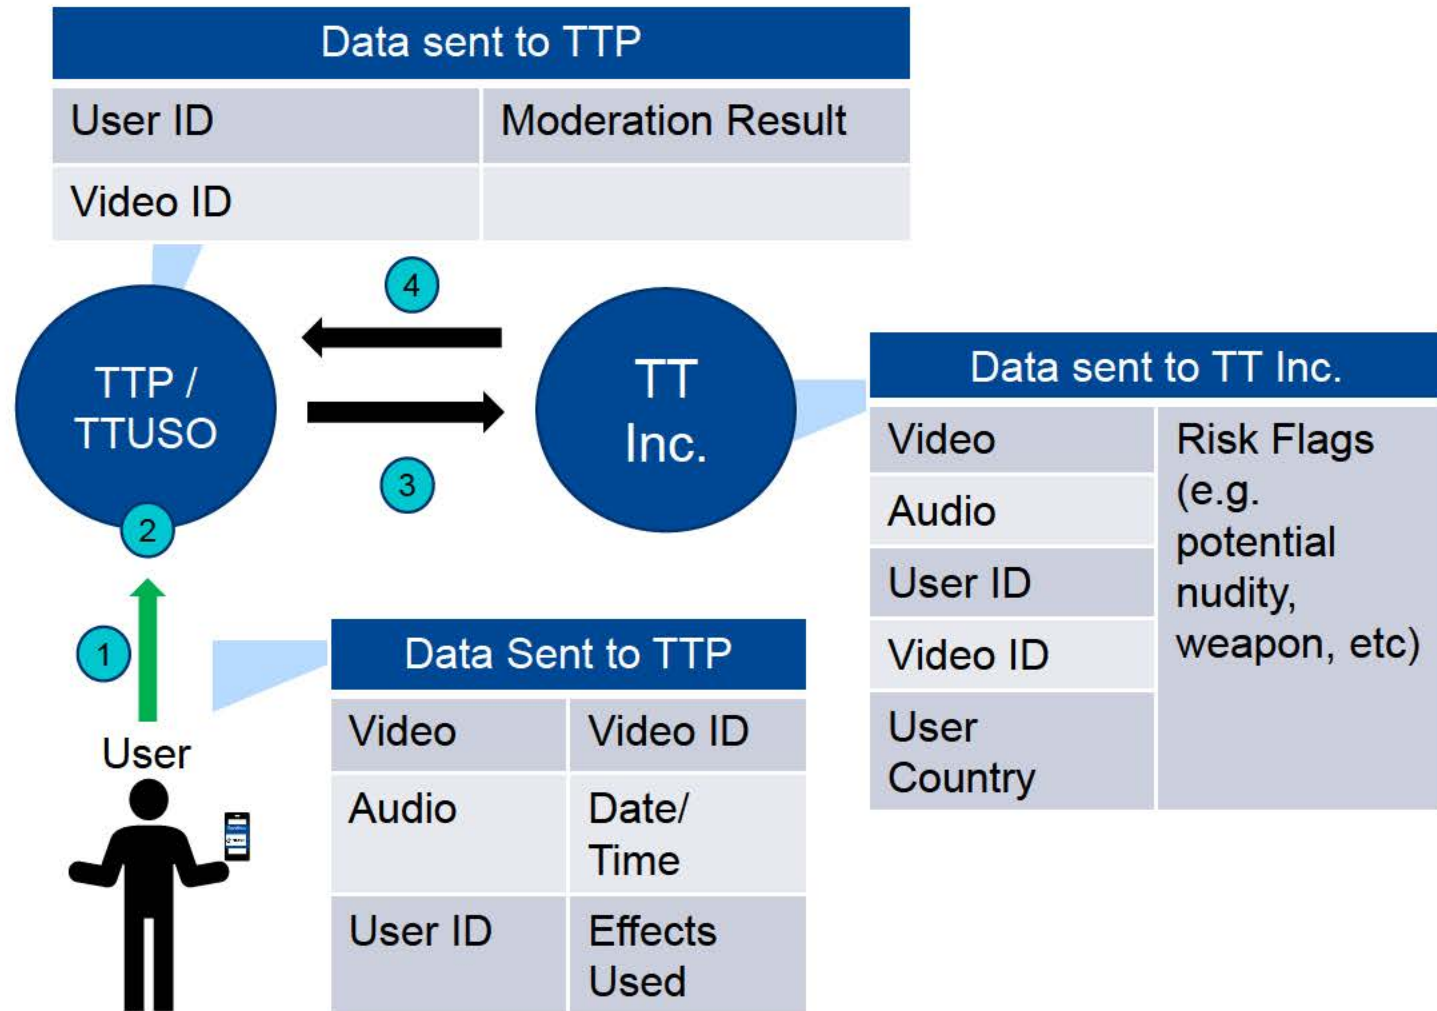 Data sent to TTP
User ID
Moderation Result
Video ID
4
TTP /
TTUSO
TT
Inc.
3
2
Data sent to TT Inc.
Video
Audio
User ID
Video ID
User
Country
Risk Flags
(e.g.
potential
nudity,
weapon, etc)
1
User
Data Sent to TTP
Video
Video ID
Audio
Date/
Time
User ID
Effects
Used